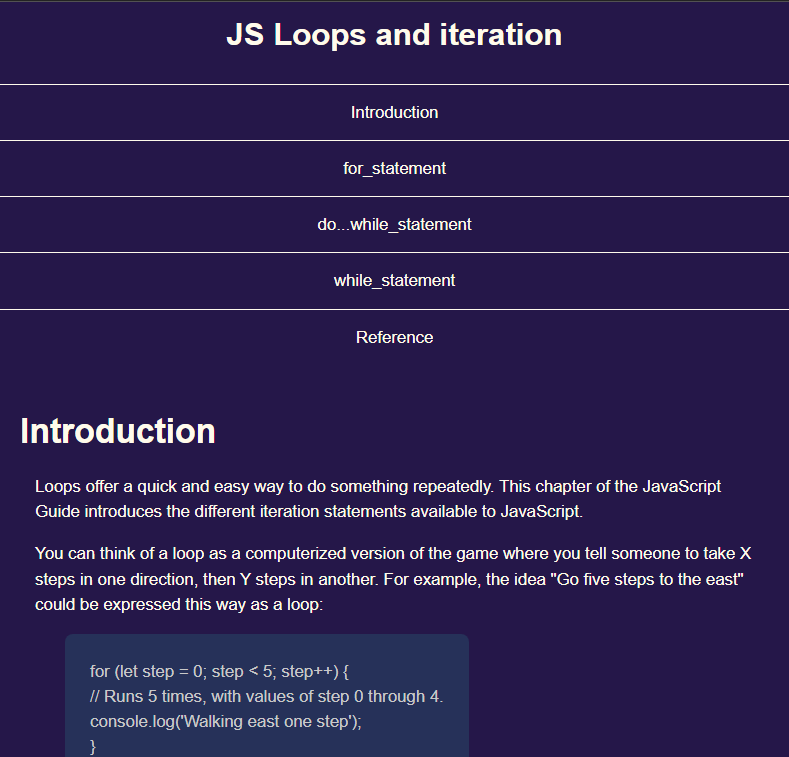 JS Loops and iteration
Introduction
for_statement
do...while_statement
while_statement
Reference
Introduction
Loops offer a quick and easy way to do something repeatedly. This chapter of the JavaScript
Guide introduces the different iteration statements available to JavaScript.
You can think of a loop as a computerized version of the game where you tell someone to take X
steps in one direction, then Y steps in another. For example, the idea "Go five steps to the east"
could be expressed this way as a loop:
for (let step = 0; step < 5; step++) {
// Runs 5 times, with values of step 0 through 4.
console.log('Walking east one step');
}